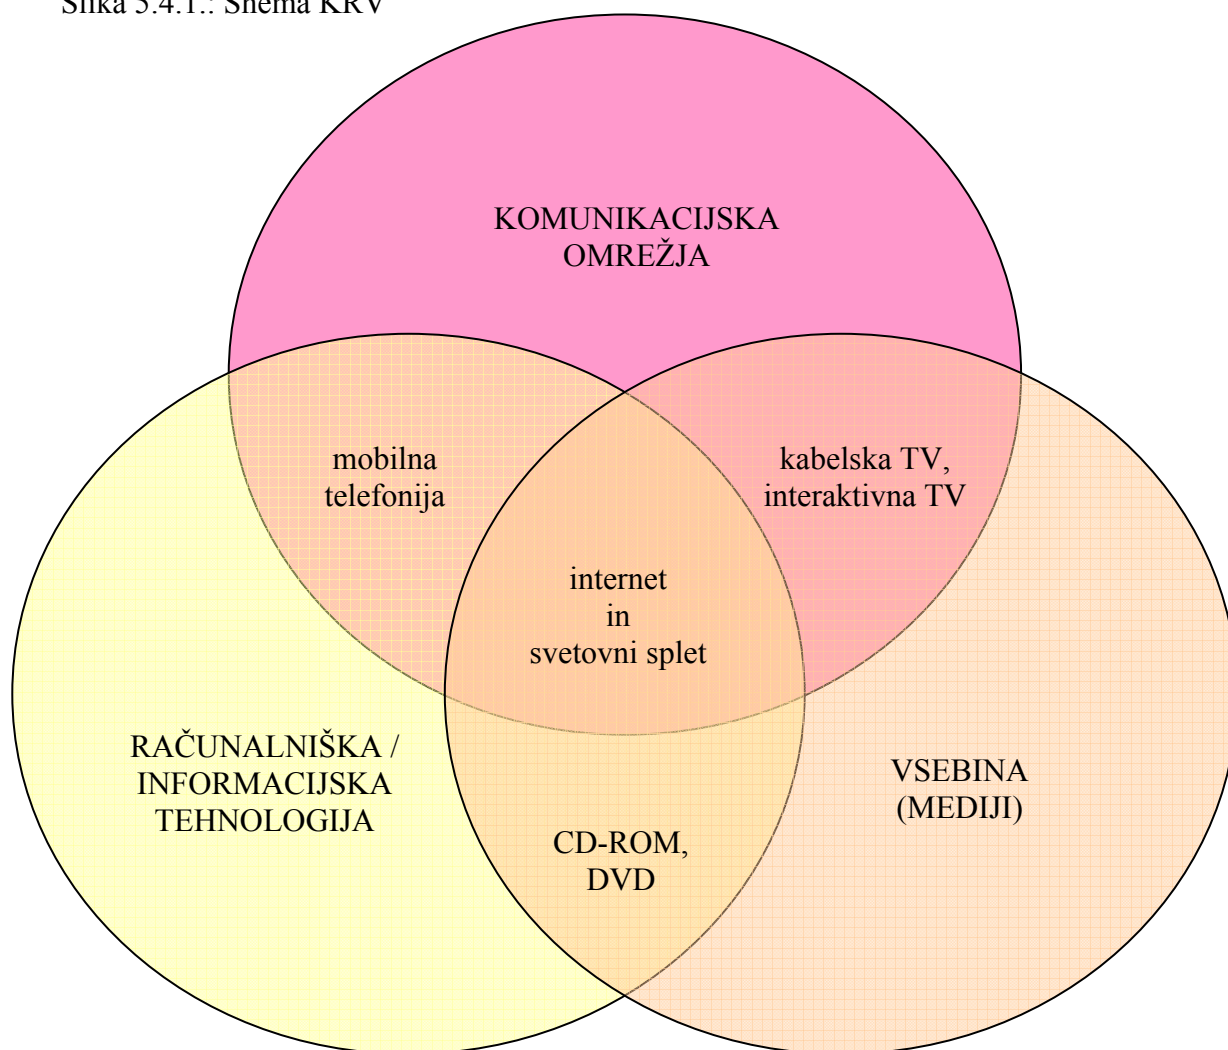 Slika 5.4.1.: Shema KRV
KOMUNIKACIJSKA
OMREŽJA
mobilna
telefonija
kabelska TV,
interaktivna TV
internet
in
svetovni splet
RAČUNALNIŠKA /
INFORMACIJSKA
TEHNOLOGIJA
VSEBINA
(MEDIJI)
CD-ROM,
DVD